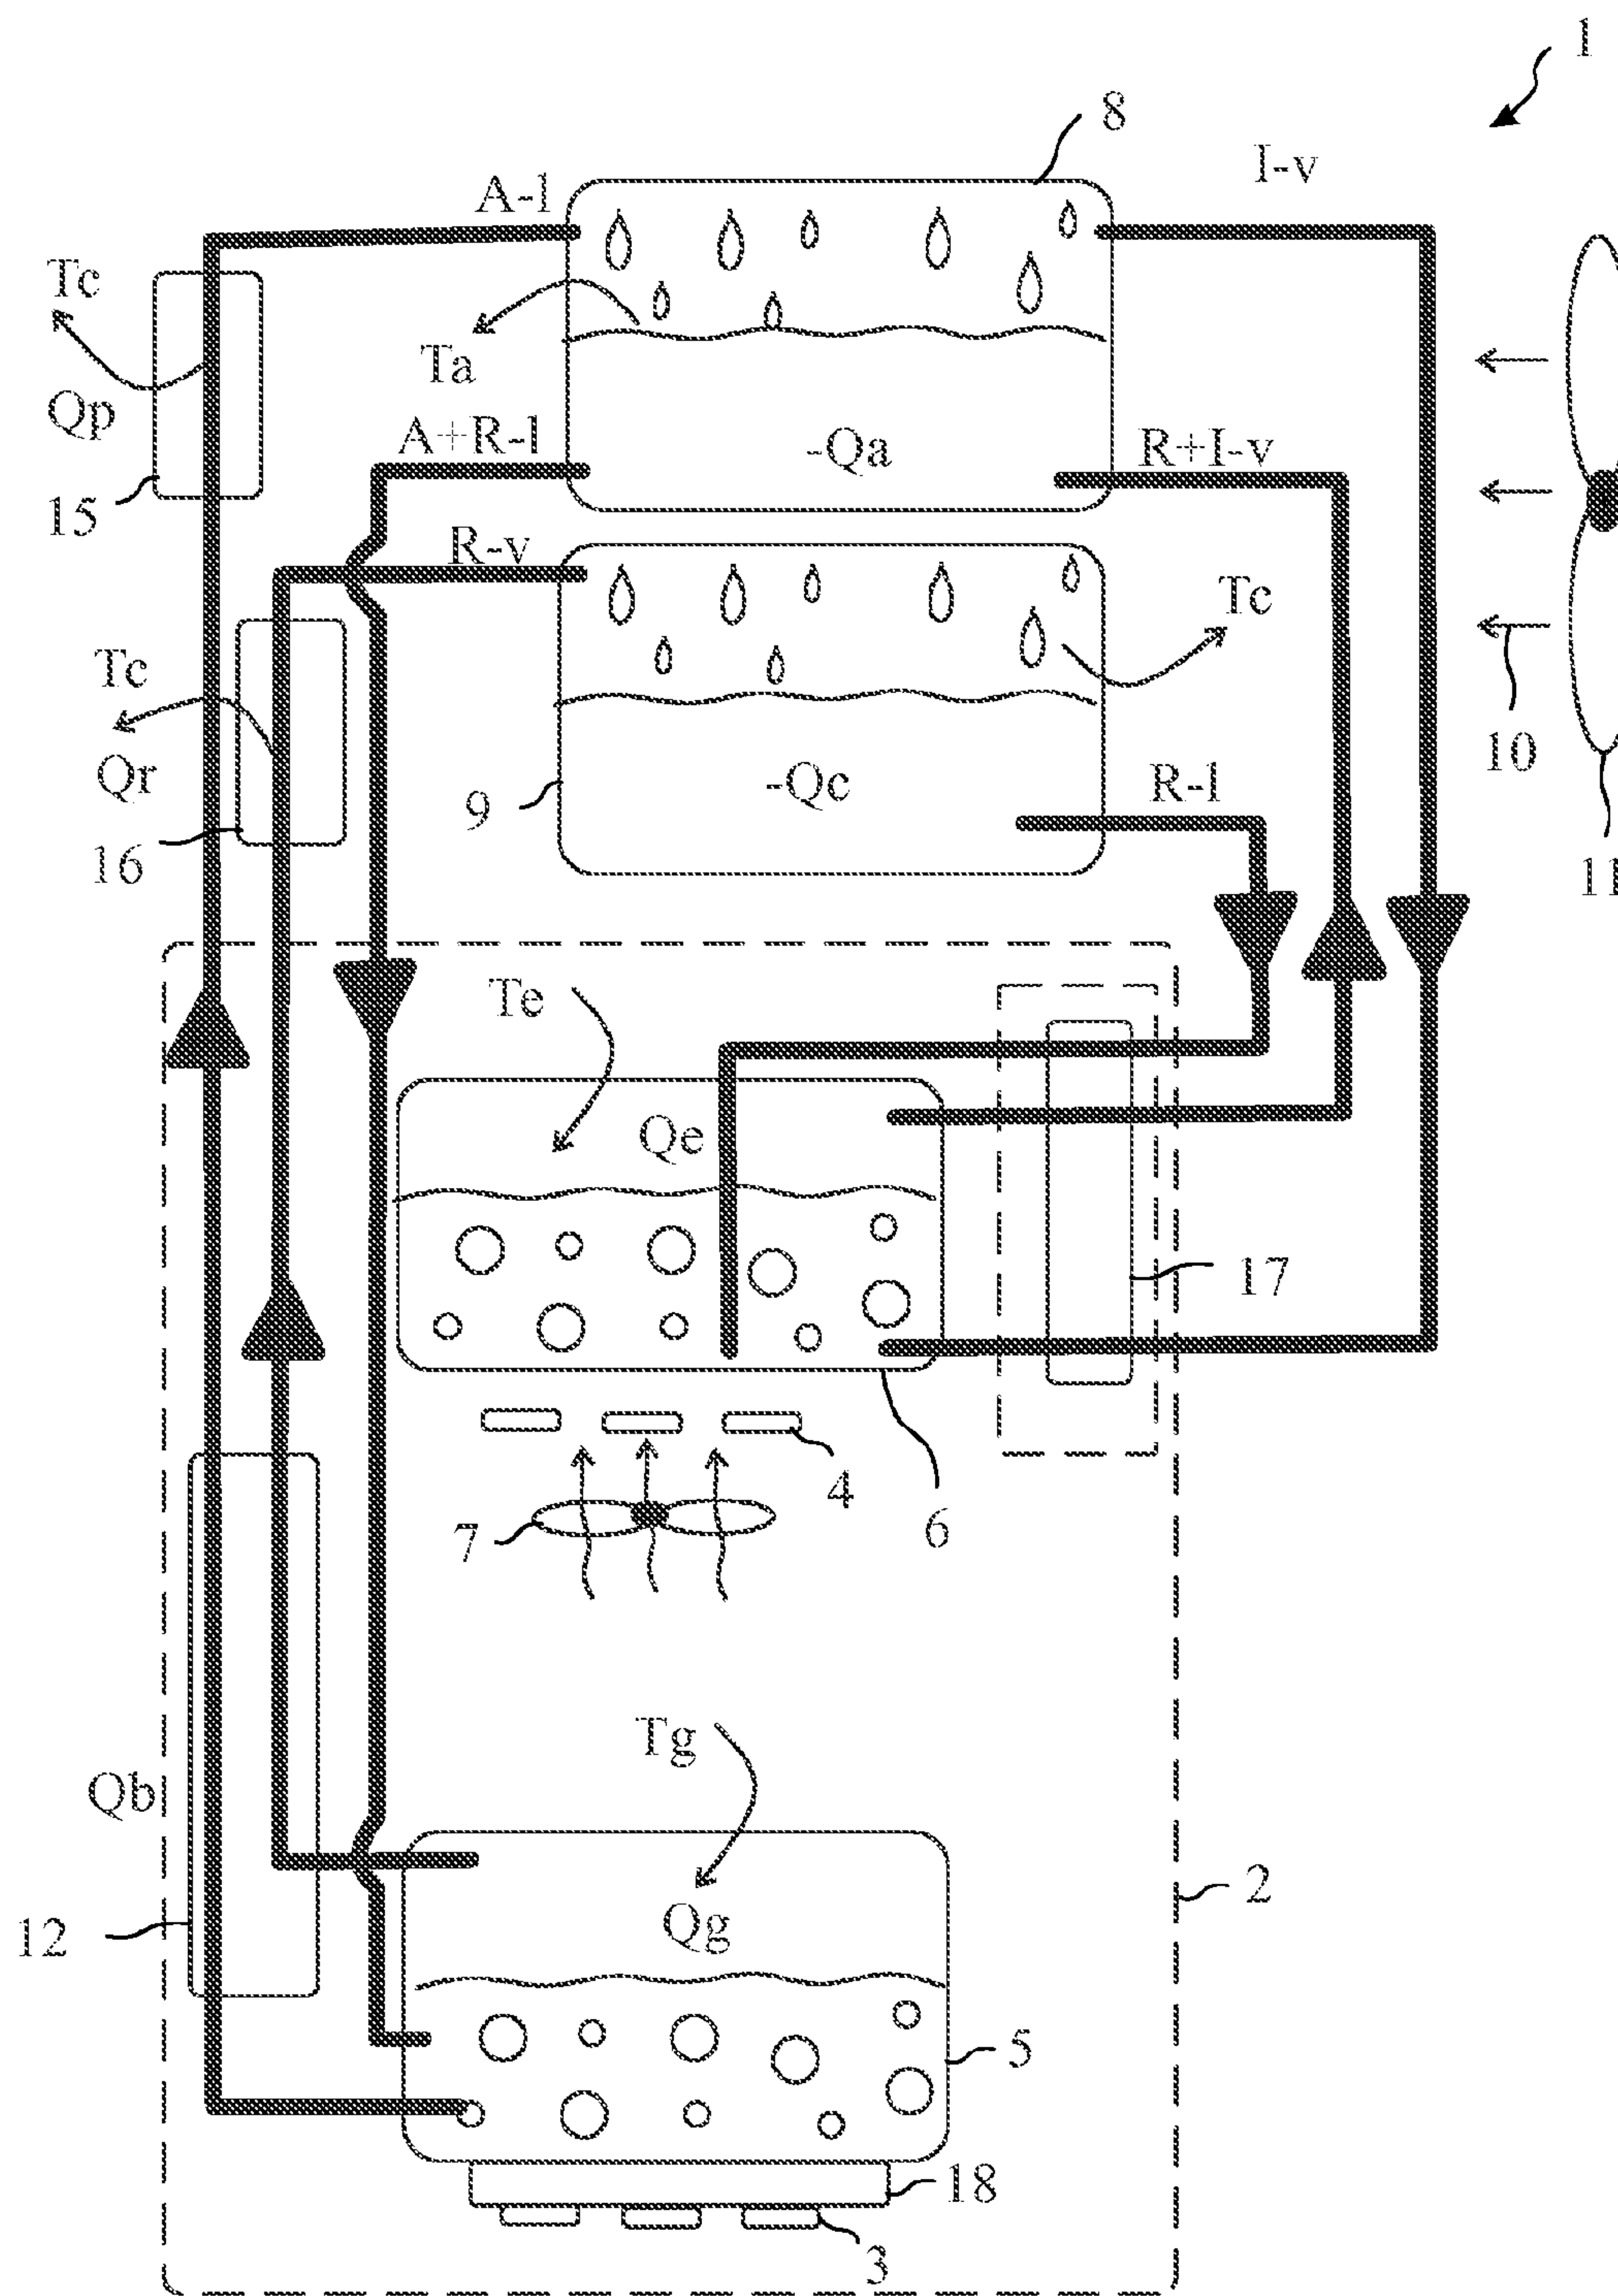 1
8
A-l
I-v
Tc
Ta
Qp
A+R-l
-Qa
R+I-v
15
R-v
Tc
Tc
Qr
10
9
-Qc
R-l
16
11
Te
Qe
17
4
7
6
Tg
Qb
2
12
Qg
5
18
3